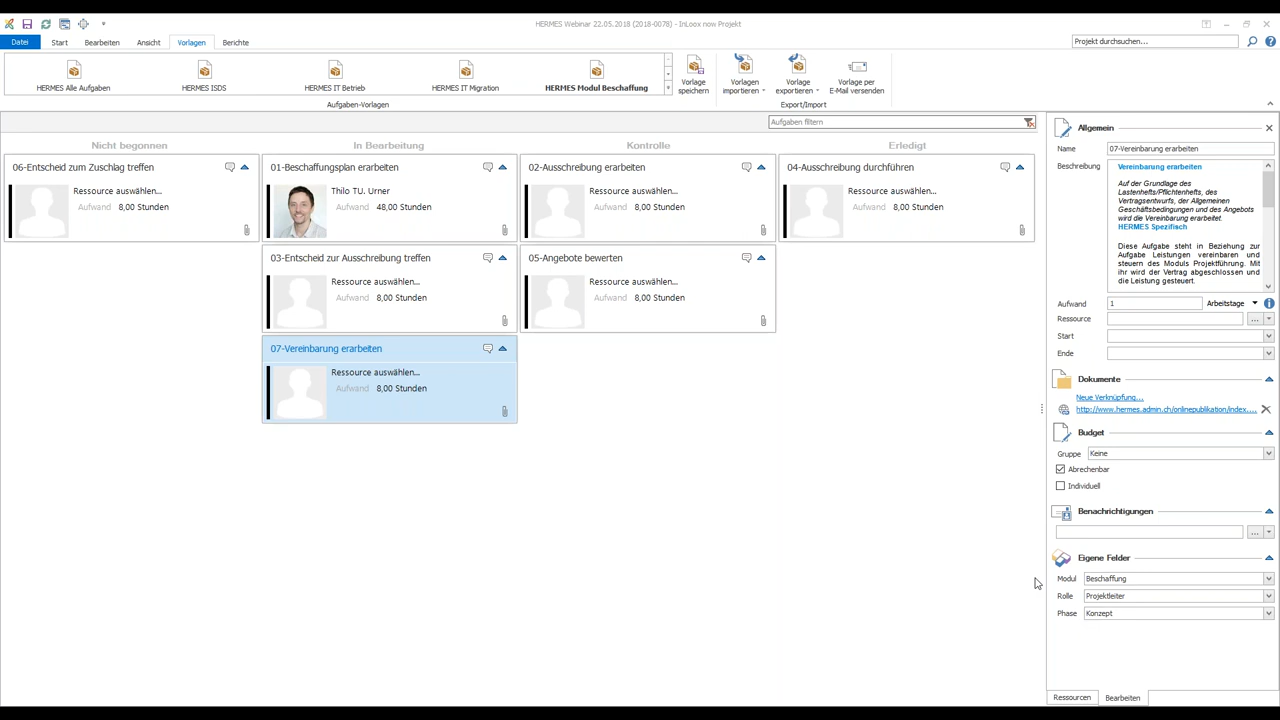 HERMES Webinar 22.05.2018 (2018-0078) - InLoox now Projekt
Datei
Start
Bearbeiten
Ansicht
Vorlagen
Berichte
Projekt durchsuchen...
HERMES Alle Aufgaben
HERMES ISDS
HERMES IT Betrieb
HERMES IT Migration
HERMES Modul Beschaffung
Vorlage speichern
Vorlagen importieren
Vorlage exportieren
Vorlage per E-Mail versenden
Aufgaben-Vorlagen
Export/Import
Aufgaben filtern
Nicht begonnen
In Bearbeitung
Kontrolle
Erledigt
06-Entscheid zum Zuschlag treffen
Ressource auswählen...
Aufwand 8,00 Stunden
01-Beschaffungsplan erarbeiten
Thilo TU. Urner
Aufwand 48,00 Stunden
02-Ausschreibung erarbeiten
Ressource auswählen...
Aufwand 8,00 Stunden
04-Ausschreibung durchführen
Ressource auswählen...
Aufwand 8,00 Stunden
03-Entscheid zur Ausschreibung treffen
Ressource auswählen...
Aufwand 8,00 Stunden
05-Angebote bewerten
Ressource auswählen...
Aufwand 8,00 Stunden
07-Vereinbarung erarbeiten
Ressource auswählen...
Aufwand 8,00 Stunden
Allgemein
Name 07-Vereinbarung erarbeiten
Beschreibung
Vereinbarung erarbeiten
Auf der Grundlage des
Lastenhefts/Pflichtenhefts, des
Vertragsentwurfs, der Allgemeinen
Geschäftsbedingungen und des Angebots
wird die Vereinbarung erarbeitet.
HERMES Spezifisch
Diese Aufgabe steht in Beziehung zur
Aufgabe Leistungen vereinbaren und
steuern des Moduls Projektführung. Mit
ihr wird der Vertrag abgeschlossen und
die Leistung gesteuert.
Aufwand 1 Arbeitstage
Ressource
Start
Ende
Dokumente
Neue Verknüpfung...
http://www.hermes.admin.ch/onlinepublikation/index....
Budget
Gruppe Keine
Abrechenbar
Individuell
Benachrichtigungen
Eigene Felder
Modul Beschaffung
Rolle Projektleiter
Phase Konzept
Ressourcen
Bearbeiten